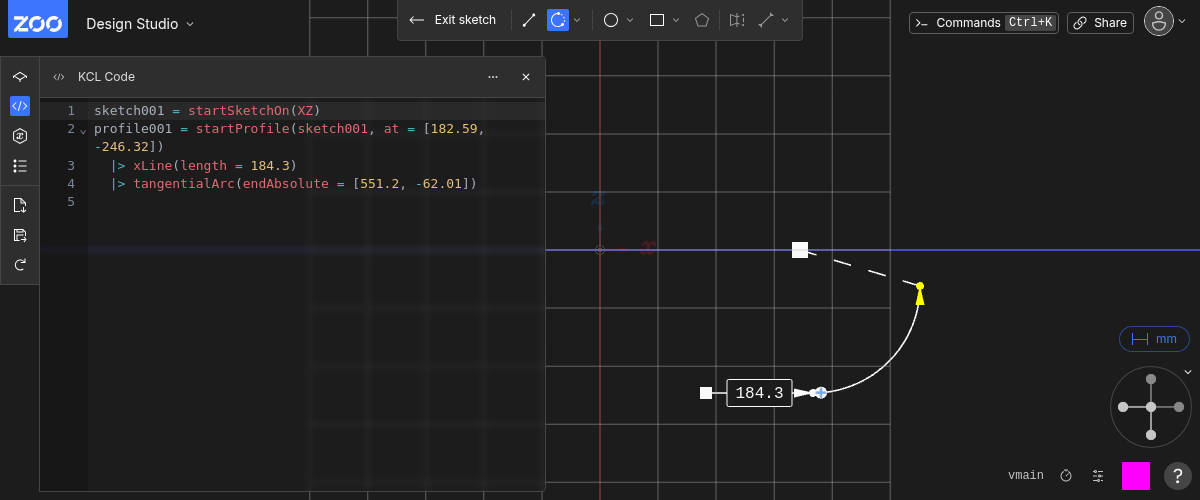 ZOO
Design Studio
Exit sketch
Commands Ctrl+K
Share
KCL Code
1 sketch001 = startSketchOn(XZ)
2 profile001 = startProfile(sketch001, at = [182.59,
-246.32])
3 |> xLine(length = 184.3)
4 |> tangentialArc(endAbsolute = [551.2, -62.01])
5
z
x
184.3
mm
vmain
?